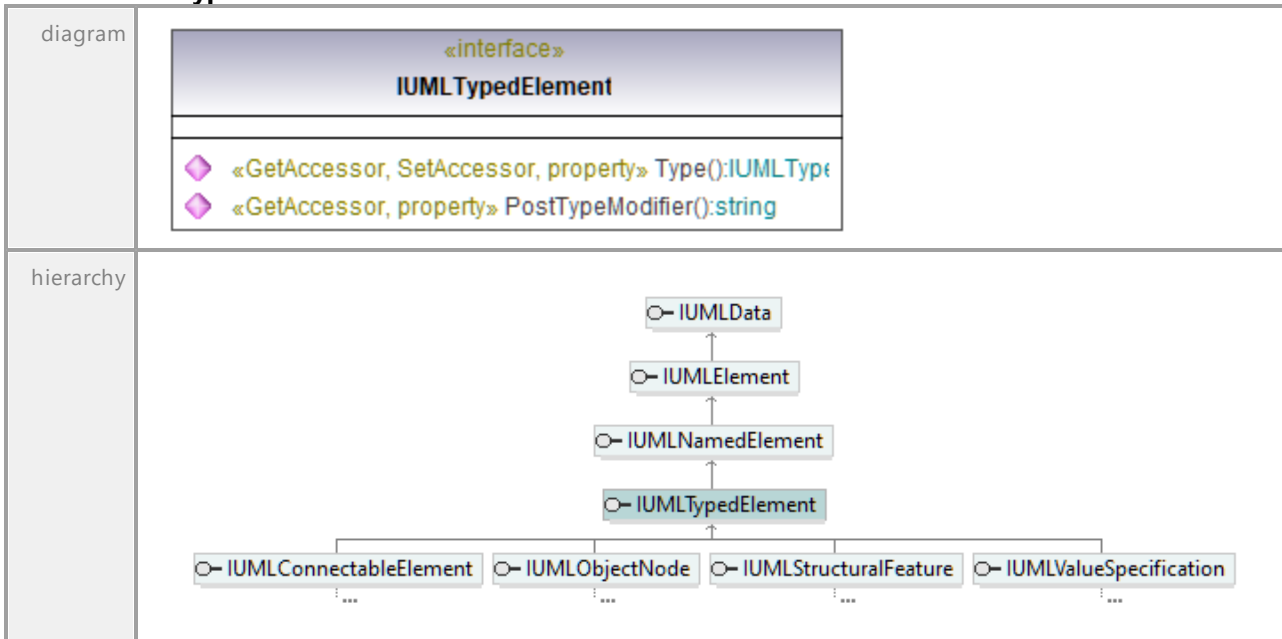 diagram
«interface»
IUMLTypedElement
«GetAccessor, SetAccessor, property» Type():IUMLType
«GetAccessor, property» PostTypeModifier():string
hierarchy
IUMLData
IUMLElement
IUMLNamedElement
IUMLTypedElement
IUMLConnectableElement IUMLObjectNode IUMLStructuralFeature IUMLValueSpecification
... ... ... ...